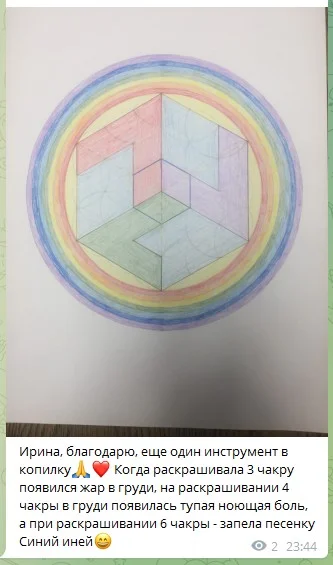 Ирина, благодарю, еще один инструмент в
копилку🙏❤️ Когда раскрашивала 3 чакру
появился жар в груди, на раскрашивании 4
чакры в груди появилась тупая ноющая боль,
а при раскрашивании 6 чакры - запела песенку
Синий иней😄
2 23:44